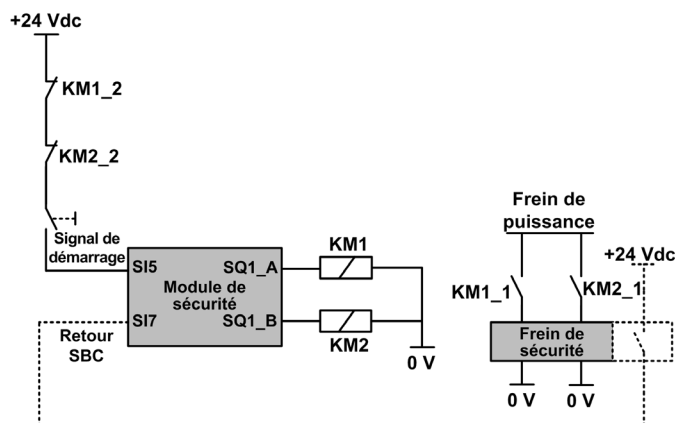 +24 Vdc
KM1_2
KM2_2
Signal de
démarrage
SI5
SQ1_A
Module de
sécurité
SI7
SQ1_B
Retour
SBC
KM1
KM2
0 V
Frein de
puissance
+24 Vdc
KM1_1
KM2_1
Frein de
sécurité
0 V
0 V